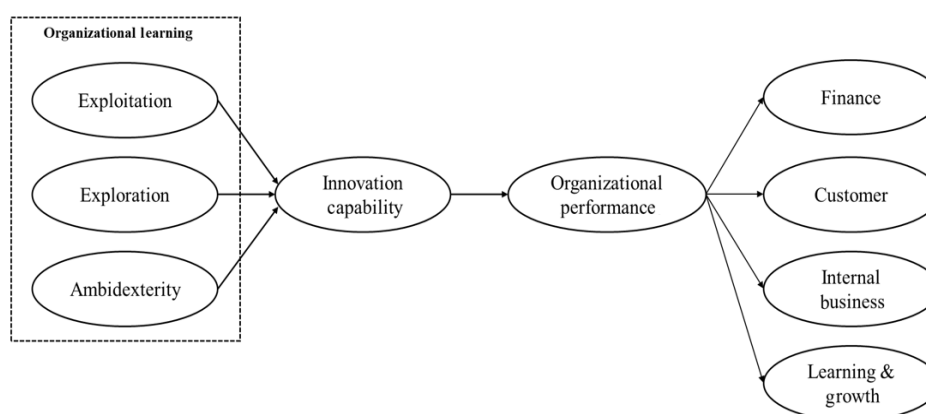 Organizational learning
Exploitation
Exploration
Ambidexterity
Innovation
capability
Organizational
performance
Finance
Customer
Internal
business
Learning &
growth